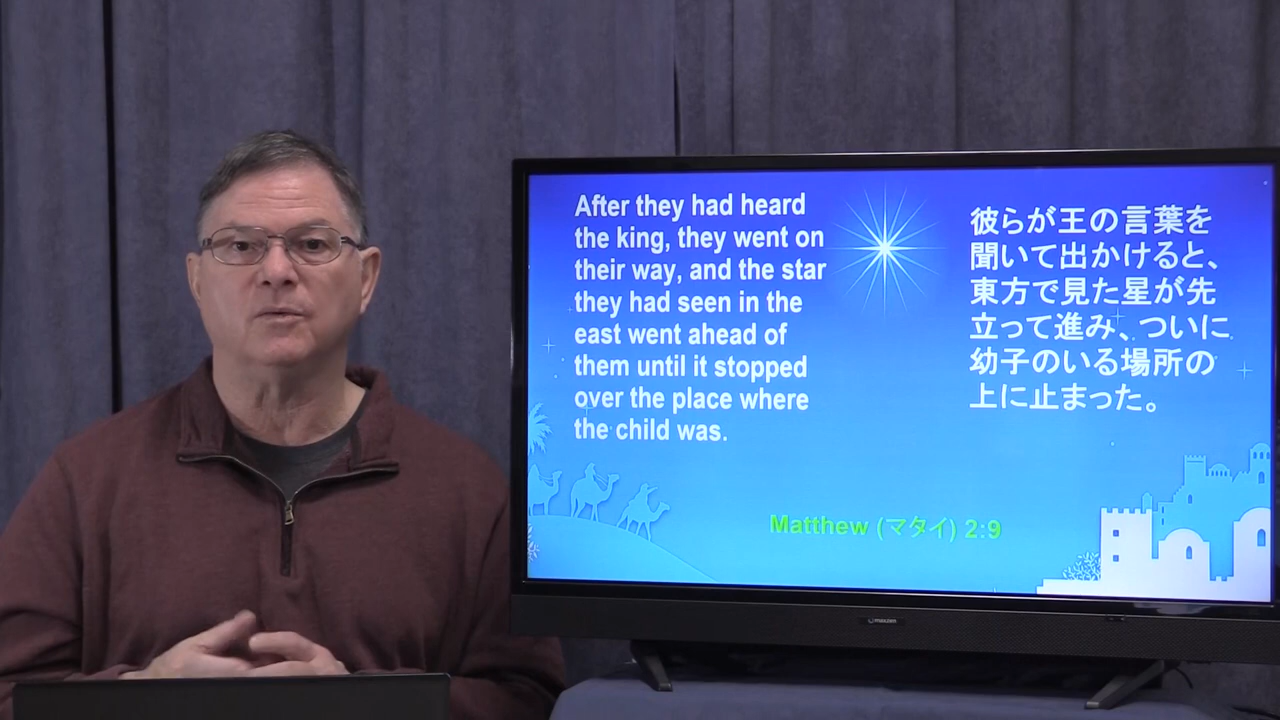 After they had heard
the king, they went on
their way, and the star
they had seen in the
east went ahead of
them until it stopped
over the place where
the child was.
彼らが王の言葉を
聞いて出かけると、
東方で見た星が先
立って進み、ついに
幼子のいる場所の
上に止まった。
Matthew (マタイ) 2:9
maxzen